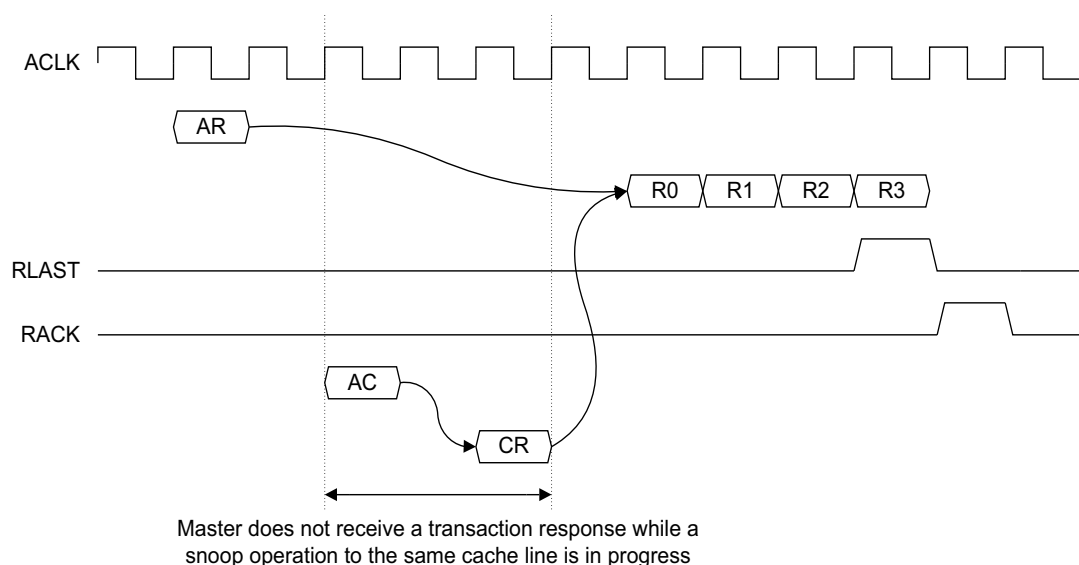 ACLK
AR
R0 R1 R2 R3
RLAST
RACK
AC
CR
Master does not receive a transaction response while a
snoop operation to the same cache line is in progress